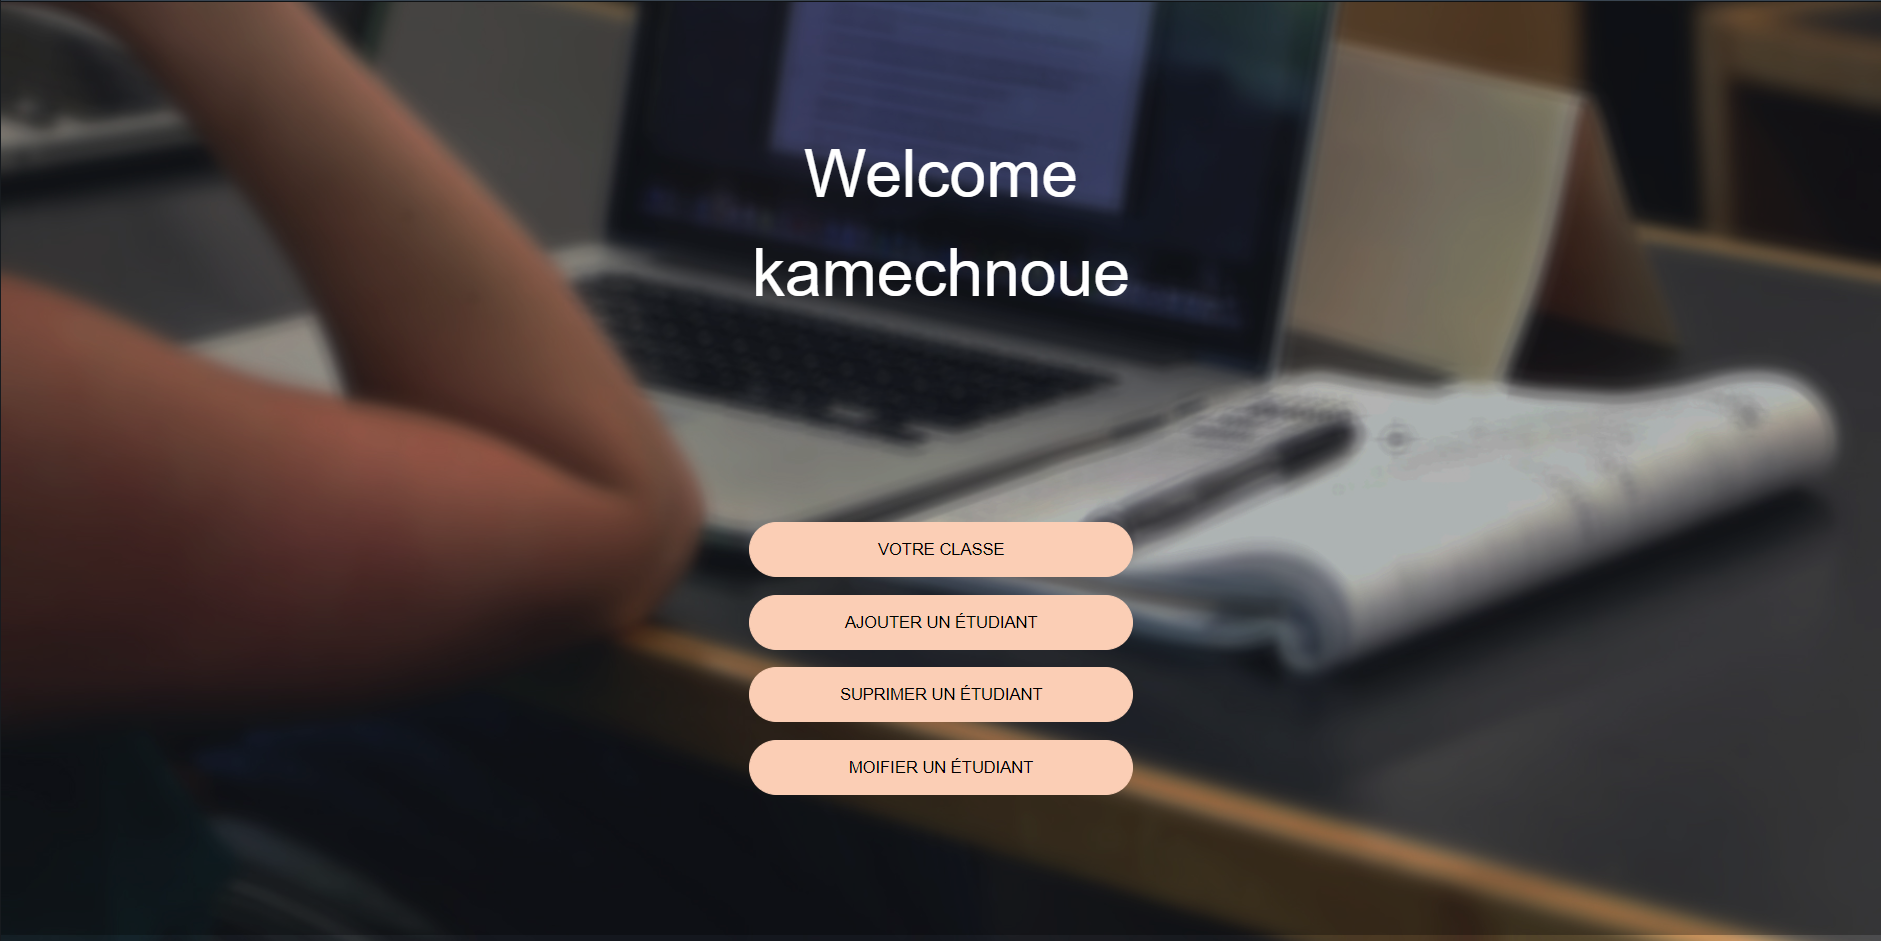 Welcome
kamechnoue
VOTRE CLASSE
AJOUTER UN ÉTUDIANT
SUPRIMER UN ÉTUDIANT
MOIFIER UN ÉTUDIANT